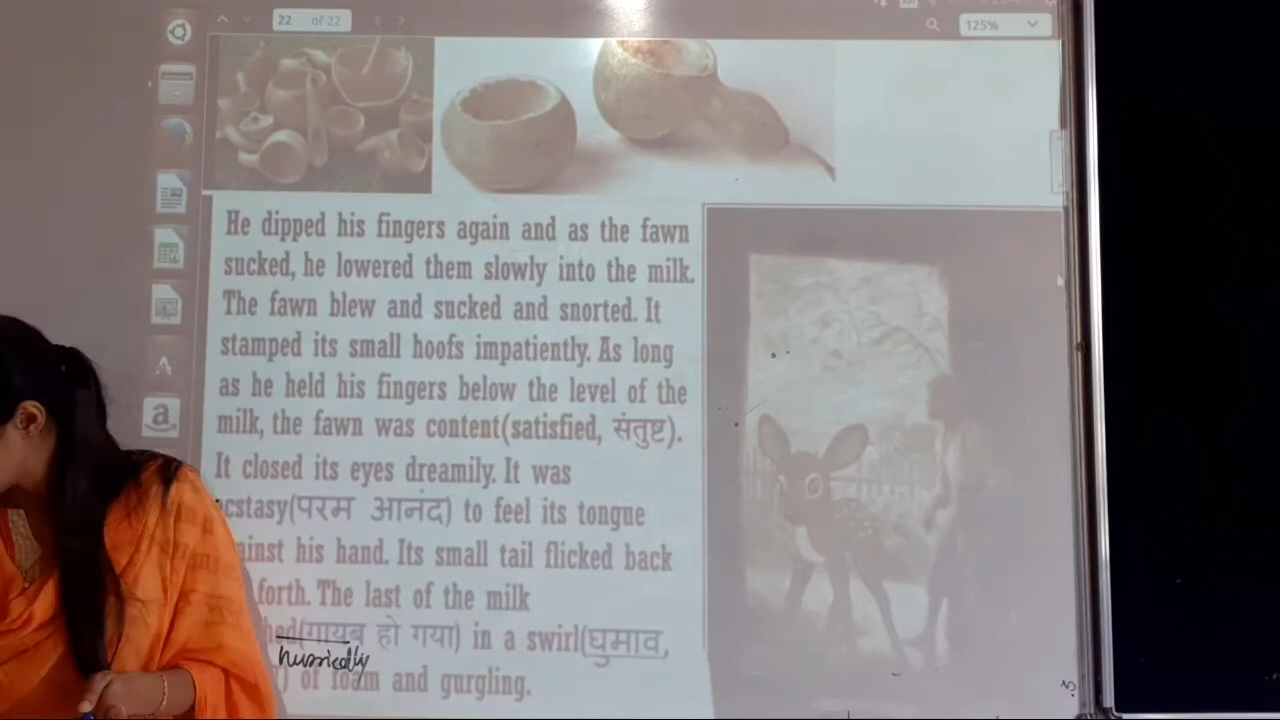 22 of 22
125%
He dipped his fingers again and as the fawn
sucked, he lowered them slowly into the milk.
The fawn blew and sucked and snorted. It
stamped its small hoofs impatiently. As long
as he held his fingers below the level of the
milk, the fawn was content(satisfied, संतुष्ट).
It closed its eyes dreamily. It was
(परम आनंद) to feel its tongue
his hand. Its small tail flicked back
forth. The last of the milk
(गायब हो गया) in a swirl(घुमाव,
of foam and gurgling.